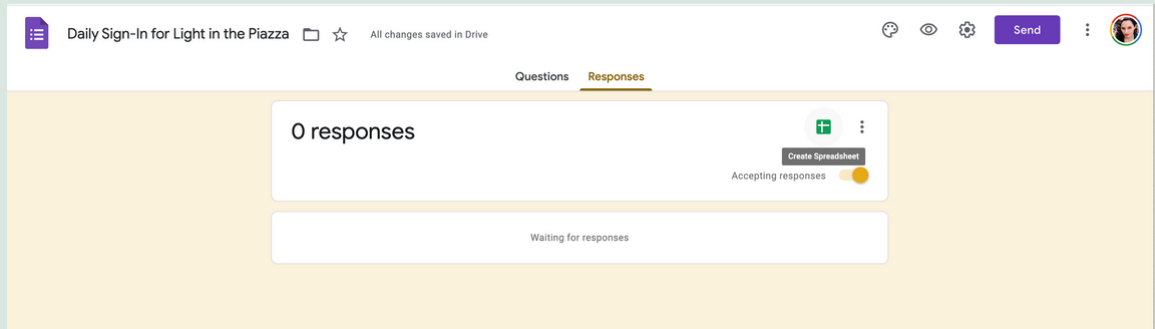 Daily Sign-In for Light in the Piazza
All changes saved in Drive
Send
Questions
Responses
0 responses
Create Spreadsheet
Accepting responses
Waiting for responses